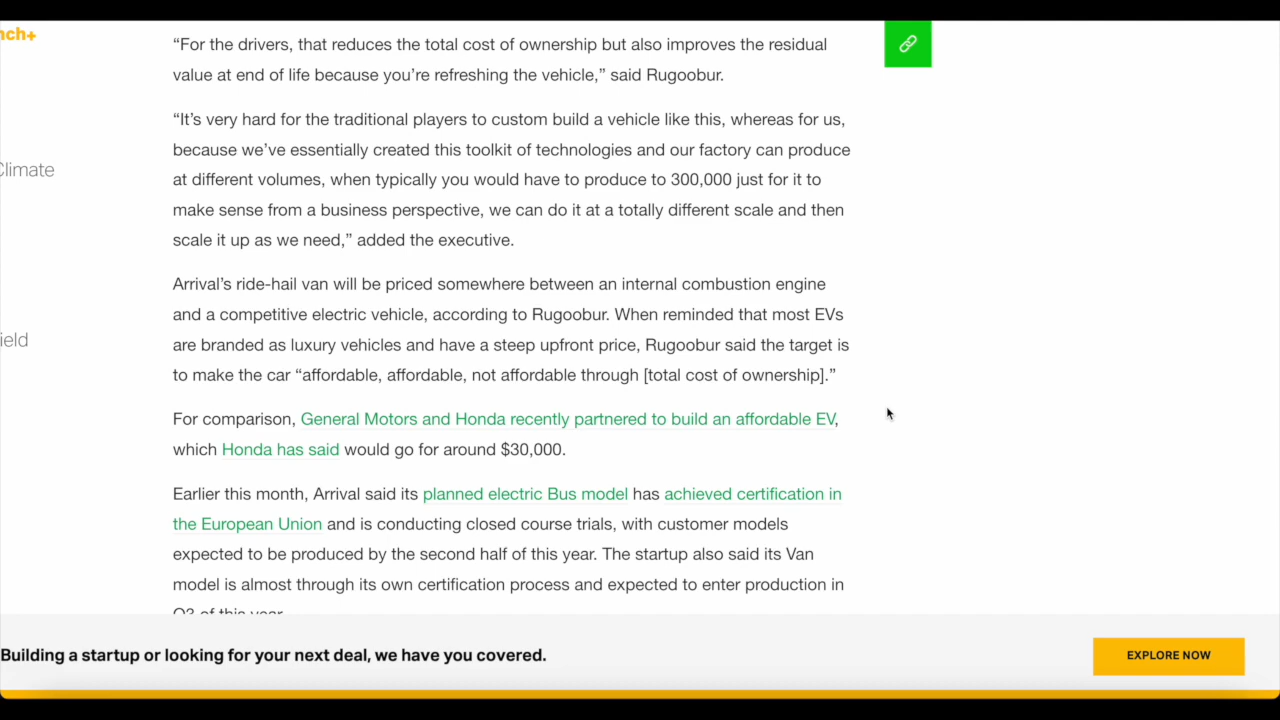 nch+
“For the drivers, that reduces the total cost of ownership but also improves the residual
value at end of life because you’re refreshing the vehicle,” said Rugoobur.
“It’s very hard for the traditional players to custom build a vehicle like this, whereas for us,
because we’ve essentially created this toolkit of technologies and our factory can produce
Climate
at different volumes, when typically you would have to produce to 300,000 just for it to
make sense from a business perspective, we can do it at a totally different scale and then
scale it up as we need,” added the executive.
Arrival’s ride-hail van will be priced somewhere between an internal combustion engine
and a competitive electric vehicle, according to Rugoobur. When reminded that most EVs
ield
are branded as luxury vehicles and have a steep upfront price, Rugoobur said the target is
to make the car “affordable, affordable, not affordable through [total cost of ownership].”
For comparison, General Motors and Honda recently partnered to build an affordable EV,
which Honda has said would go for around $30,000.
Earlier this month, Arrival said its planned electric Bus model has achieved certification in
the European Union and is conducting closed course trials, with customer models
expected to be produced by the second half of this year. The startup also said its Van
model is almost through its own certification process and expected to enter production in
Q3 of this year.
Building a startup or looking for your next deal, we have you covered.
EXPLORE NOW